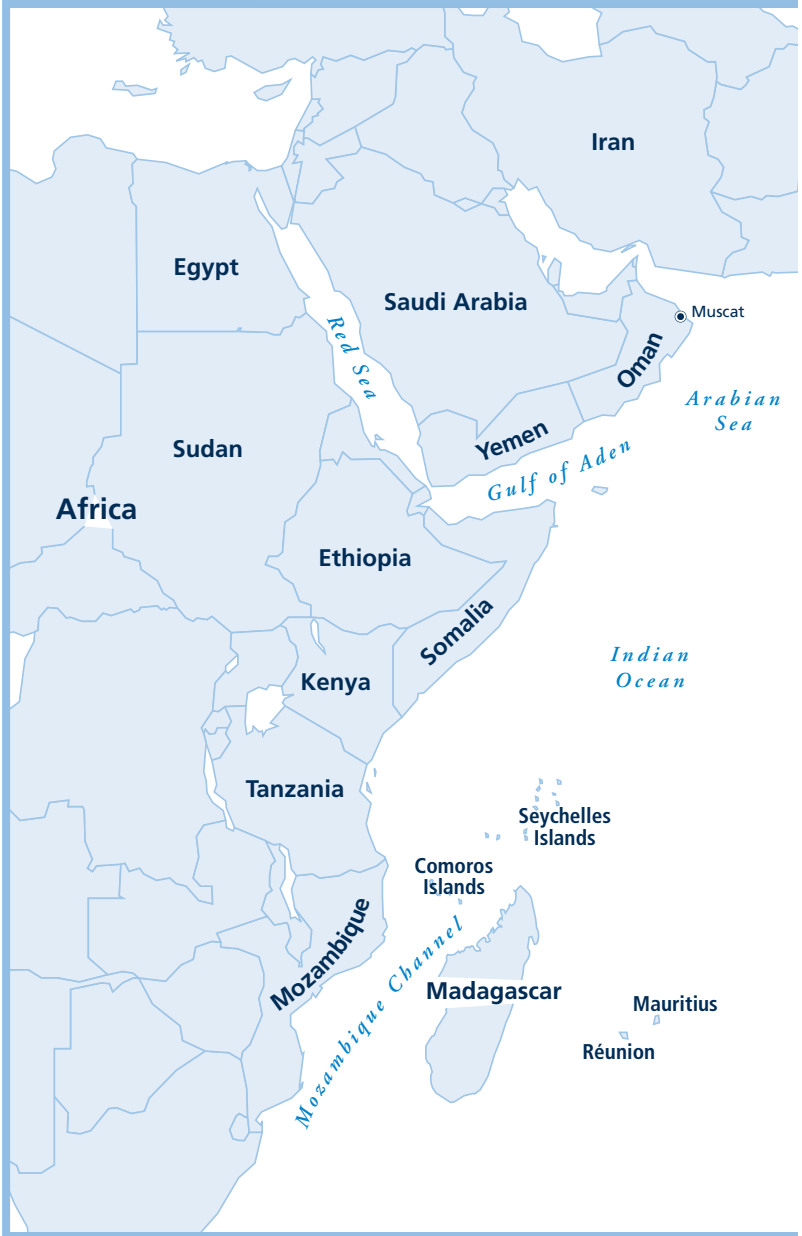 Iran
Egypt
Saudi Arabia
Muscat
Red Sea
Oman
Arabian
Sea
Sudan
Yemen
Gulf of Aden
Africa
Ethiopia
Somalia
Indian
Ocean
Kenya
Tanzania
Seychelles
Islands
Comoros
Islands
Mozambique
Mozambique Channel
Madagascar
Mauritius
Réunion